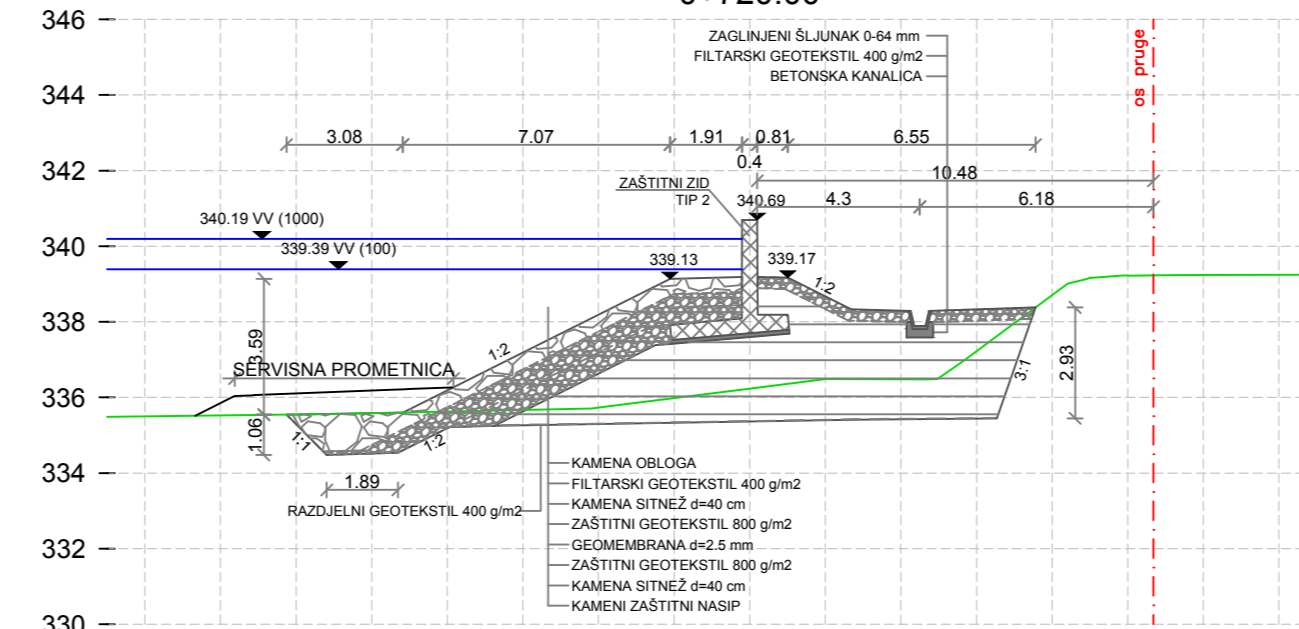 346
344
342
340
338
336
334
332
330
ZAGLINJENI ŠLJUNAK 0-64 mm
FILTARSKI GEOTEKSTIL 400 g/m2
BETONSKA KANALICA
os pruge
3.08
7.07
1.91
0.81
6.55
0.4
10.48
ZAŠTITNI ZID
TIP 2
340.69
4.3
6.18
340.19 VV (1000)
339.39 VV (100)
339.13
339.17
1:2
3.59
1:2
SERVISNA PROMETNICA
3:1
2.93
1.06
1:1
1:2
1.89
RAZDJELNI GEOTEKSTIL 400 g/m2
KAMENA OBLOGA
FILTARSKI GEOTEKSTIL 400 g/m2
KAMENA SITNEŽ d=40 cm
ZAŠTITNI GEOTEKSTIL 800 g/m2
GEOMEMBRANA d=2.5 mm
ZAŠTITNI GEOTEKSTIL 800 g/m2
KAMENA SITNEŽ d=40 cm
KAMENI ZAŠTITNI NASIP